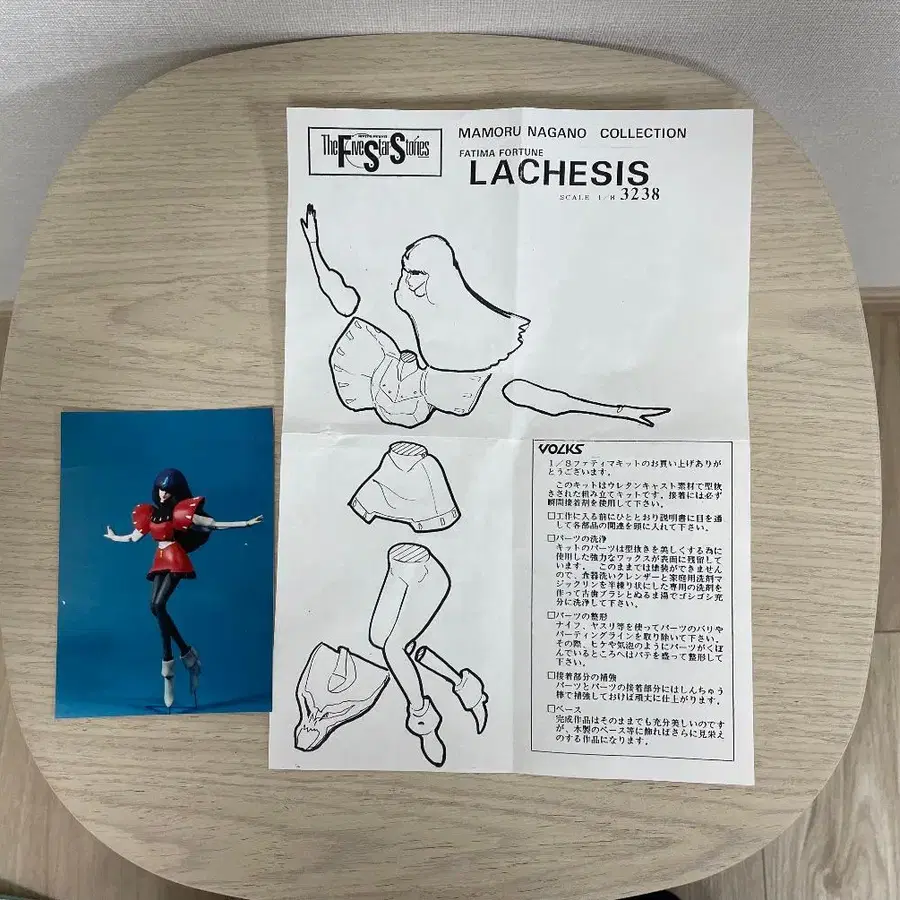 The FiveStarStories
MAMORU NAGANO COLLECTION
FATIMA FORTUNE
LACHESIS
SCALE 1/8 3238
VOLKS
1/8ファティマキットのお買い上げありが
とうございます。
このキットはウレタンキャスト素材で型抜
きされた組み立てキットです。接着には必ず
瞬間接着剤を使用して下さい。
□工作に入る前にひととおり説明書に目を通
して各部品の関連を頭に入れて下さい。
□パーツの洗浄
キットのパーツは型抜きを美しくする為に
使用した強力なワックスが表面に残留して
います。このままでは塗装ができません
ので、食器洗いクレンザーと家庭用洗剤マ
ジックリンを半練り状にした専用の洗剤を
作って古歯ブラシとぬるま湯でゴシゴシ充
分に洗浄して下さい。
□パーツの整形
ナイフ、ヤスリ等を使ってパーツのバリや
パーティングラインを取り除いて下さい。
その際、ヒケや気泡のようにパーツがくぼ
んでいるところへはパテを盛って整形して
下さい。
□接着部分の補強
パーツとパーツの接着部分にはしんちゅう
棒で補強しておけば頑丈に仕上がります。
□ベース
完成作品はそのままでも充分美しいのです
が、木製のベース等に飾ればさらに見栄え
のする作品になります。